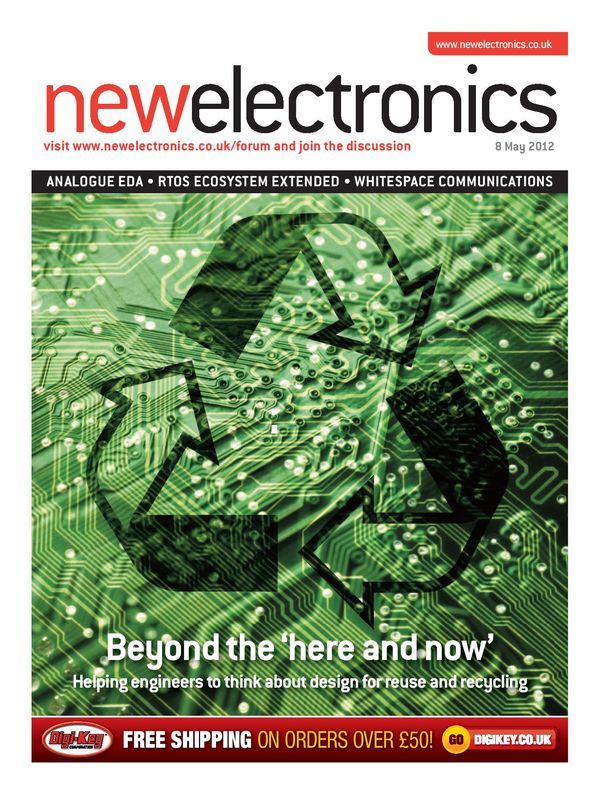 www.newelectronics.co.uk
newelectronics
visit www.newelectronics.co.uk/forum and join the discussion
8 May 2012
ANALOGUE EDA • RTOS ECOSYSTEM EXTENDED • WHITESPACE COMMUNICATIONS
Beyond the ‘here and now’
Helping engineers to think about design for reuse and recycling
Digi-Key CORPORATION
FREE SHIPPING ON ORDERS OVER £50! GO DIGIKEY.CO.UK